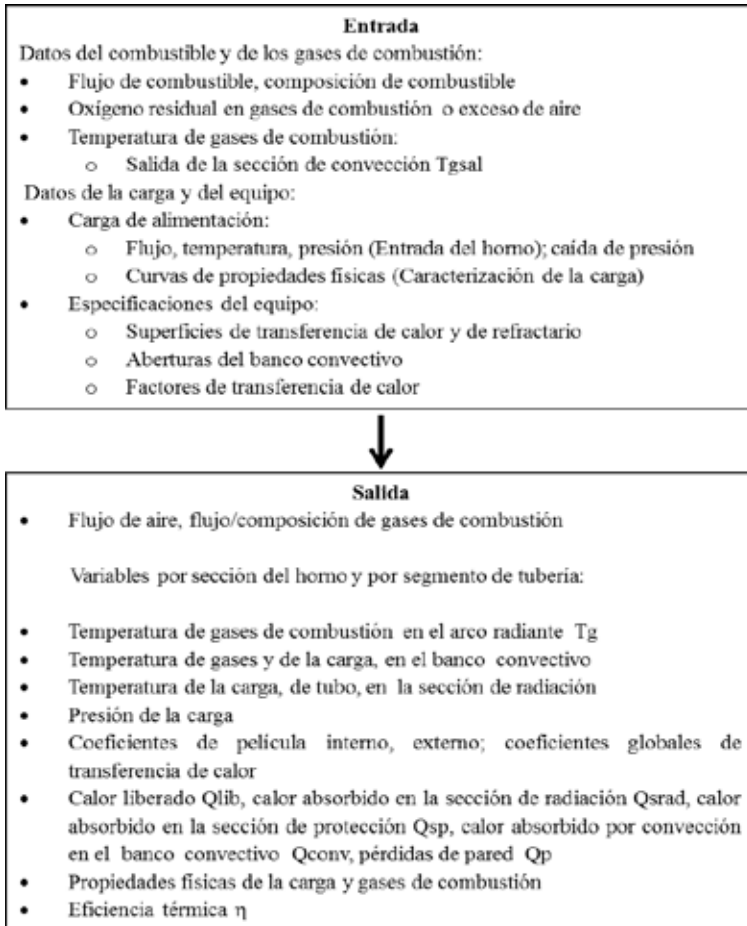 Entrada
Datos del combustible y de los gases de combustión:
• Flujo de combustible, composición de combustible
• Oxígeno residual en gases de combustión o exceso de aire
• Temperatura de gases de combustión:
o Salida de la sección de convección Tgsal
Datos de la carga y del equipo:
• Carga de alimentación:
o Flujo, temperatura, presión (Entrada del horno); caída de presión
o Curvas de propiedades físicas (Caracterización de la carga)
• Especificaciones del equipo:
o Superficies de transferencia de calor y de refractario
o Aberturas del banco convectivo
o Factores de transferencia de calor
Salida
• Flujo de aire, flujo/composición de gases de combustión
Variables por sección del horno y por segmento de tubería:
• Temperatura de gases de combustión en el arco radiante Tg
• Temperatura de gases y de la carga, en el banco convectivo
• Temperatura de la carga, de tubo, en la sección de radiación
• Presión de la carga
• Coeficientes de película interno, externo; coeficientes globales de
transferencia de calor
• Calor liberado Qlib, calor absorbido en la sección de radiación Qsrad, calor
absorbido en la sección de protección Qsp, calor absorbido por convección
en el banco convectivo Qconv, pérdidas de pared Qp
• Propiedades físicas de la carga y gases de combustión
• Eficiencia térmica η